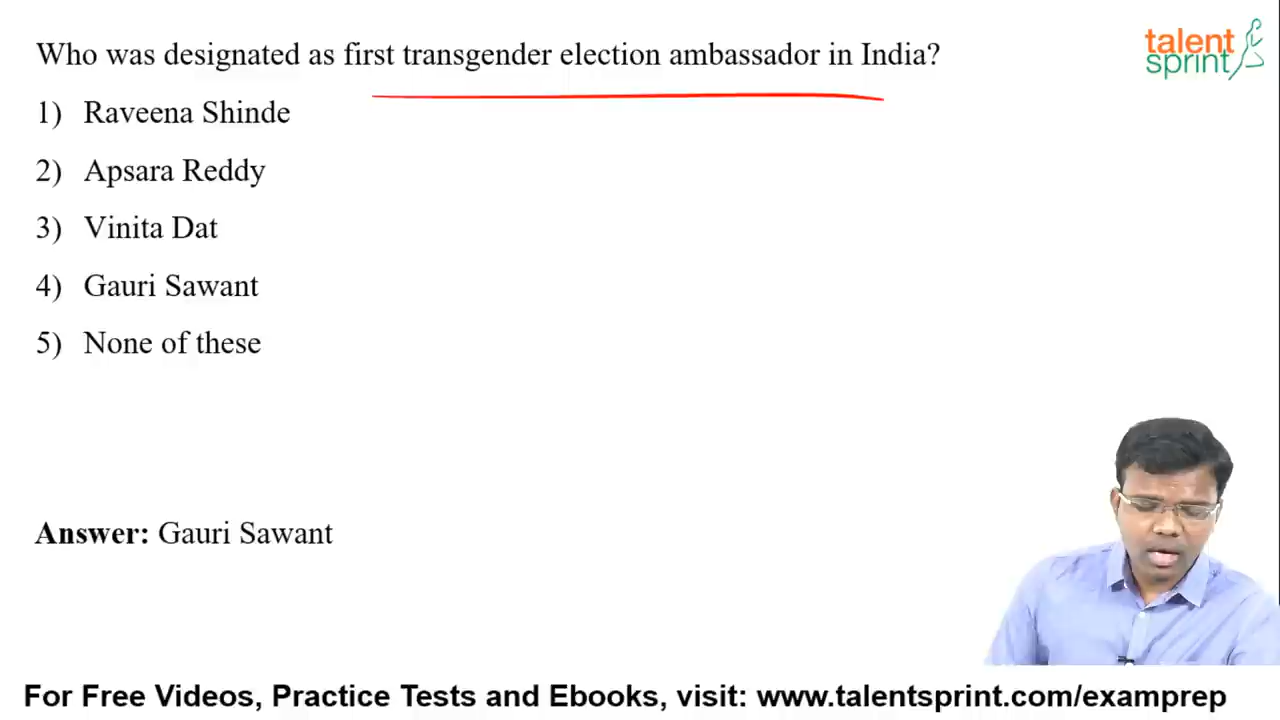 Who was designated as first transgender election ambassador in India?
talent
sprint
1) Raveena Shinde
2) Apsara Reddy
3) Vinita Dat
4) Gauri Sawant
5) None of these
Answer: Gauri Sawant
For Free Videos, Practice Tests and Ebooks, visit: www.talentsprint.com/examprep